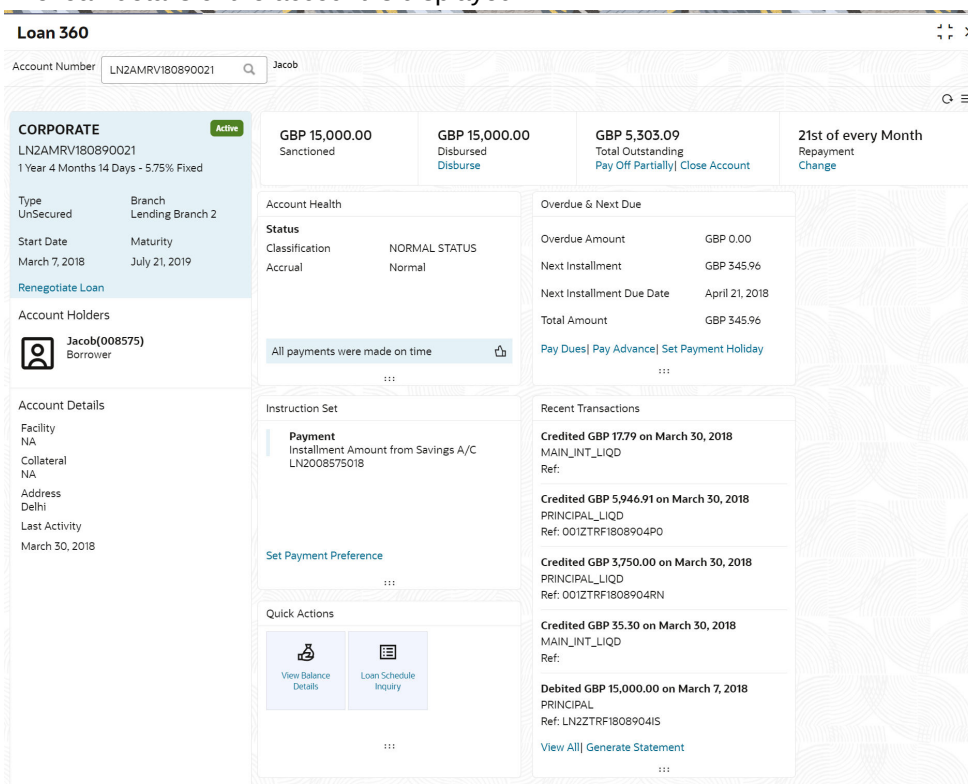 Loan 360
Account Number
LN2AMRV180890021
Jacob
CORPORATE
Active
LN2AMRV180890021
1 Year 4 Months 14 Days - 5.75% Fixed
Type
UnSecured
Branch
Lending Branch 2
Start Date
March 7, 2018
Maturity
July 21, 2019
Renegotiate Loan
Account Holders
Jacob(008575)
Borrower
Account Details
Facility
NA
Collateral
NA
Address
Delhi
Last Activity
March 30, 2018
GBP 15,000.00
Sanctioned
GBP 15,000.00
Disbursed
Disburse
GBP 5,303.09
Total Outstanding
Pay Off Partially| Close Account
21st of every Month
Repayment
Change
Account Health
Status
Classification NORMAL STATUS
Accrual Normal
All payments were made on time
Overdue & Next Due
Overdue Amount GBP 0.00
Next Installment GBP 345.96
Next Installment Due Date April 21, 2018
Total Amount GBP 345.96
Pay Dues| Pay Advance| Set Payment Holiday
Instruction Set
Payment
Installment Amount from Savings A/C
LN2008575018
Set Payment Preference
Quick Actions
View Balance
Details
Loan Schedule
Inquiry
Recent Transactions
Credited GBP 17.79 on March 30, 2018
MAIN_INT_LIQD
Ref:
Credited GBP 5,946.91 on March 30, 2018
PRINCIPAL_LIQD
Ref: 001ZTRF1808904P0
Credited GBP 3,750.00 on March 30, 2018
PRINCIPAL_LIQD
Ref: 001ZTRF1808904RN
Credited GBP 35.30 on March 30, 2018
MAIN_INT_LIQD
Ref:
Debited GBP 15,000.00 on March 7, 2018
PRINCIPAL
Ref: LN2ZTRF1808904IS
View All| Generate Statement